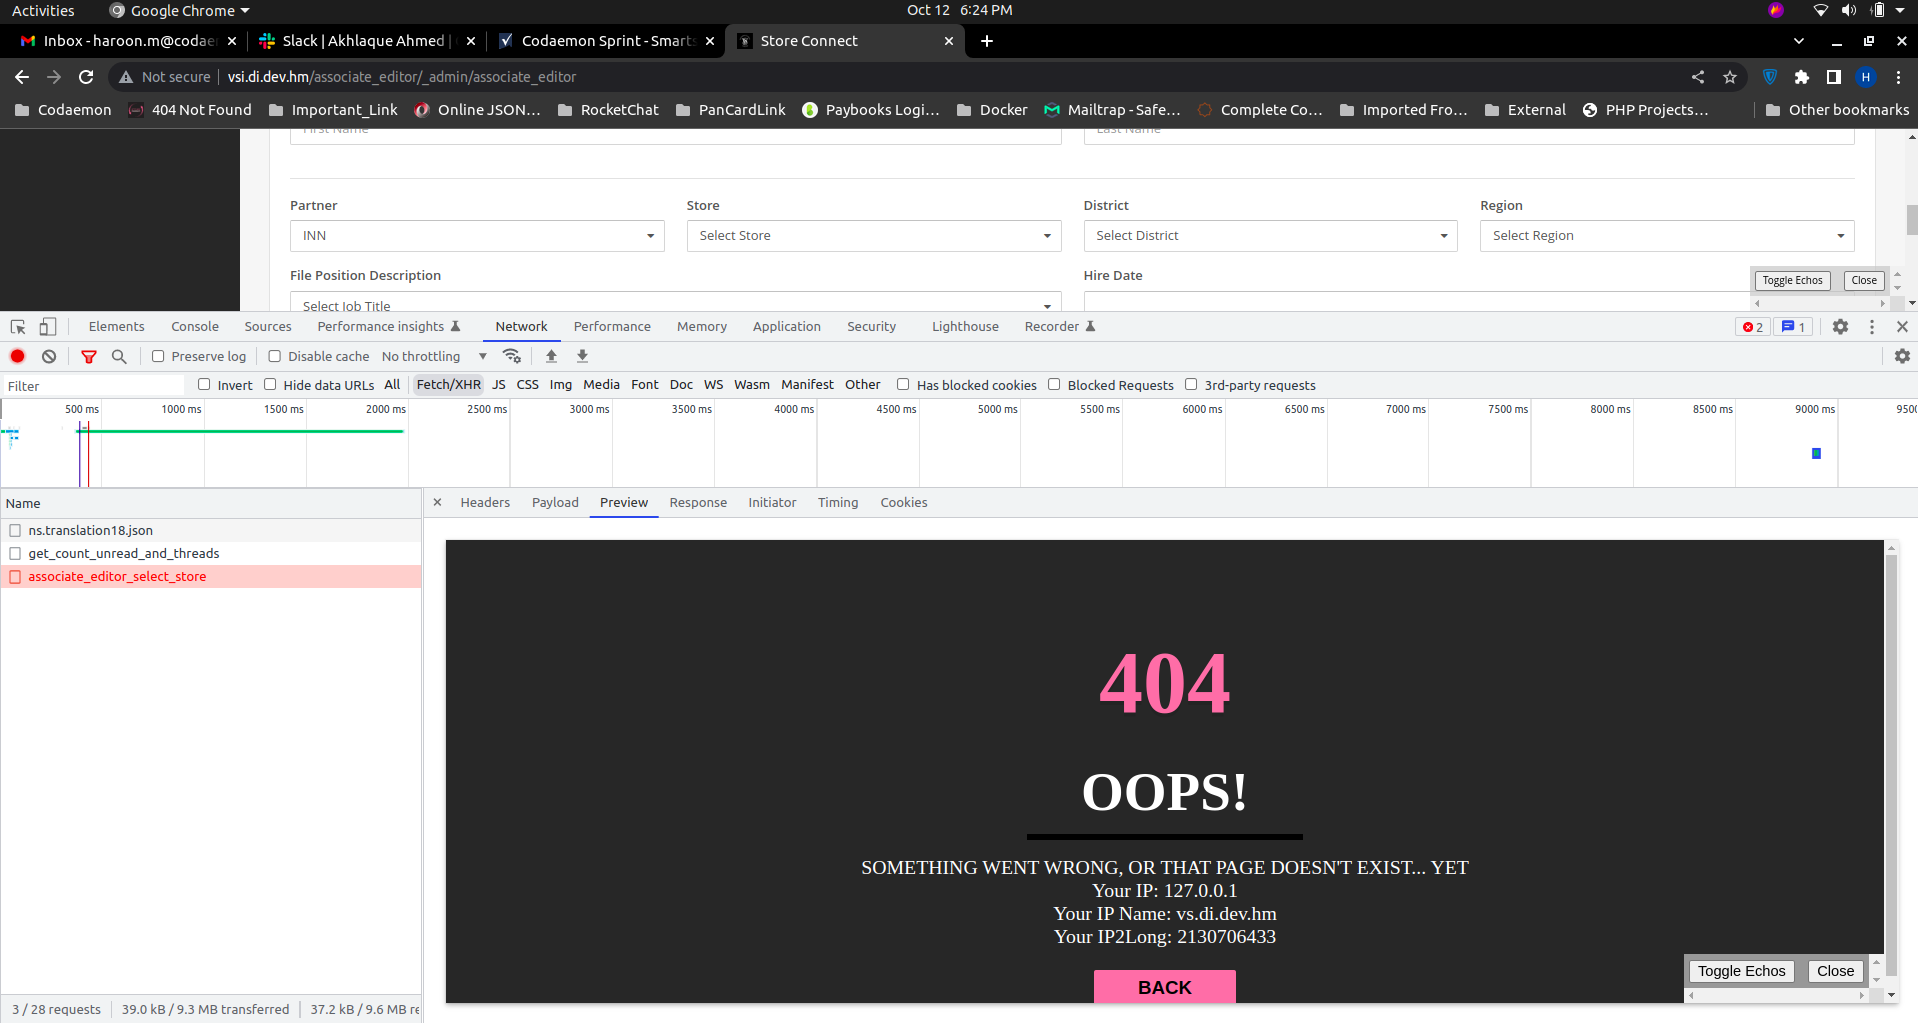 Activities
Google Chrome
Oct 12 6:24 PM
Inbox - haroon.m@codae
Slack | Akhlaque Ahmed |
Codaemon Sprint - Smarts
Store Connect
Not secure
vsi.di.dev.hm/associate_editor/_admin/associate_editor
H
Codaemon
404 Not Found
Important_Link
Online JSON...
RocketChat
PanCardLink
Paybooks Logi...
Docker
Mailtrap - Safe...
Complete Co...
Imported Fro...
External
PHP Projects...
Other bookmarks
First Name
Last Name
Partner
Store
District
Region
INN
Select Store
Select District
Select Region
File Position Description
Hire Date
Toggle Echos
Close
Select Job Title
Elements
Console
Sources
Performance insights
Network
Performance
Memory
Application
Security
Lighthouse
Recorder
2
1
Preserve log
Disable cache
No throttling
Filter
Invert
Hide data URLs
All
Fetch/XHR
JS
CSS
Img
Media
Font
Doc
WS
Wasm
Manifest
Other
Has blocked cookies
Blocked Requests
3rd-party requests
500 ms
1000 ms
1500 ms
2000 ms
2500 ms
3000 ms
3500 ms
4000 ms
4500 ms
5000 ms
5500 ms
6000 ms
6500 ms
7000 ms
7500 ms
8000 ms
8500 ms
9000 ms
9500
Name
Headers
Payload
Preview
Response
Initiator
Timing
Cookies
ns.translation18.json
get_count_unread_and_threads
associate_editor_select_store
404
OOPS!
SOMETHING WENT WRONG, OR THAT PAGE DOESN'T EXIST... YET
Your IP: 127.0.0.1
Your IP Name: vs.di.dev.hm
Your IP2Long: 2130706433
BACK
Toggle Echos
Close
3 / 28 requests
39.0 kB / 9.3 MB transferred
37.2 kB / 9.6 MB re